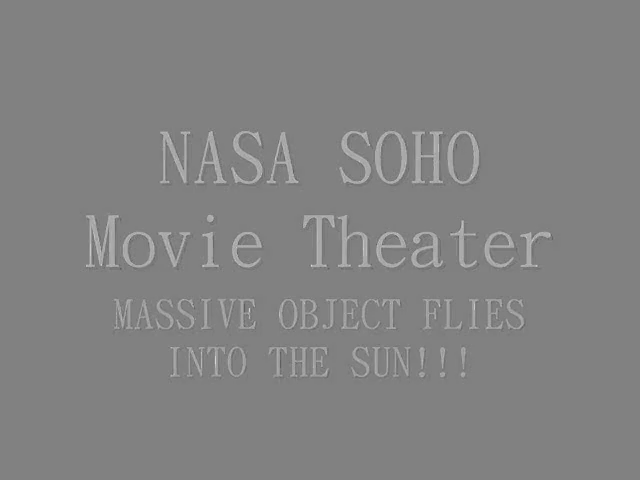 NASA SOHO
Movie Theater
MASSIVE OBJECT FLIES
INTO THE SUN!!!